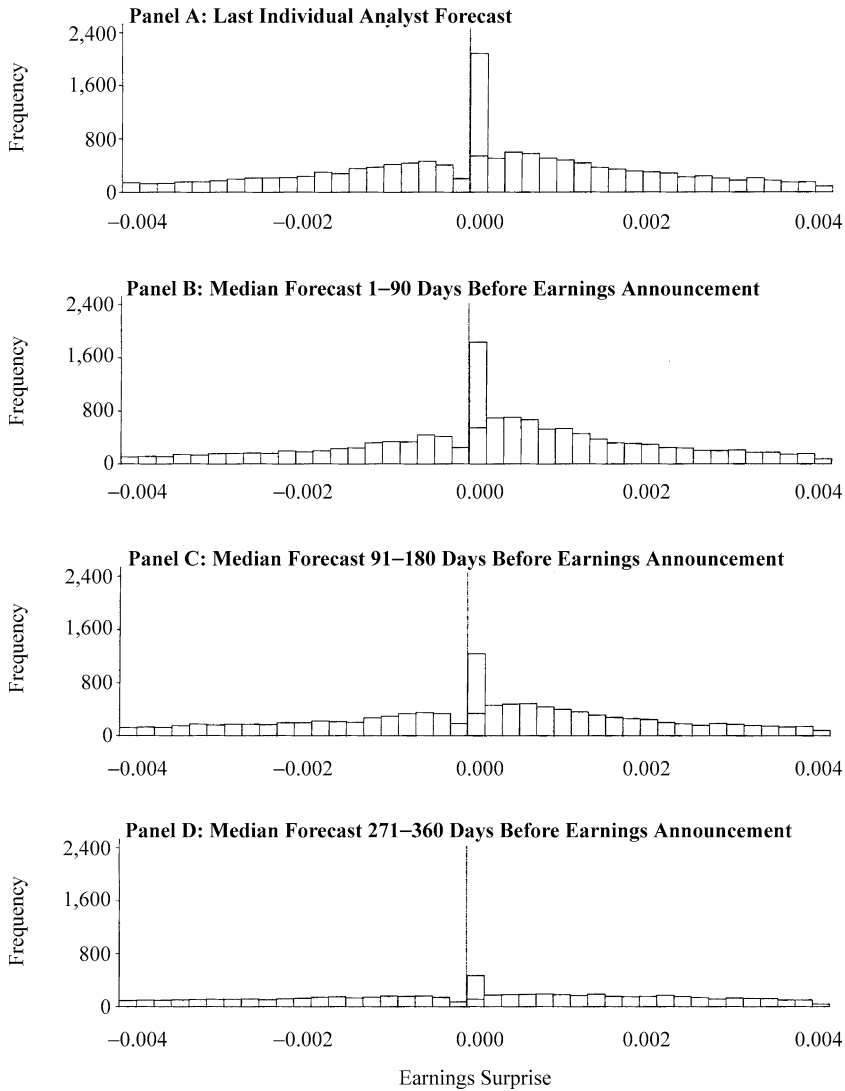 Panel A: Last Individual Analyst Forecast
2,400
1,600
800
0
Frequency
−0.004 −0.002 0.000 0.002 0.004
Panel B: Median Forecast 1–90 Days Before Earnings Announcement
2,400
1,600
800
0
Frequency
−0.004 −0.002 0.000 0.002 0.004
Panel C: Median Forecast 91–180 Days Before Earnings Announcement
2,400
1,600
800
0
Frequency
−0.004 −0.002 0.000 0.002 0.004
Panel D: Median Forecast 271–360 Days Before Earnings Announcement
2,400
1,600
800
0
Frequency
−0.004 −0.002 0.000 0.002 0.004
Earnings Surprise